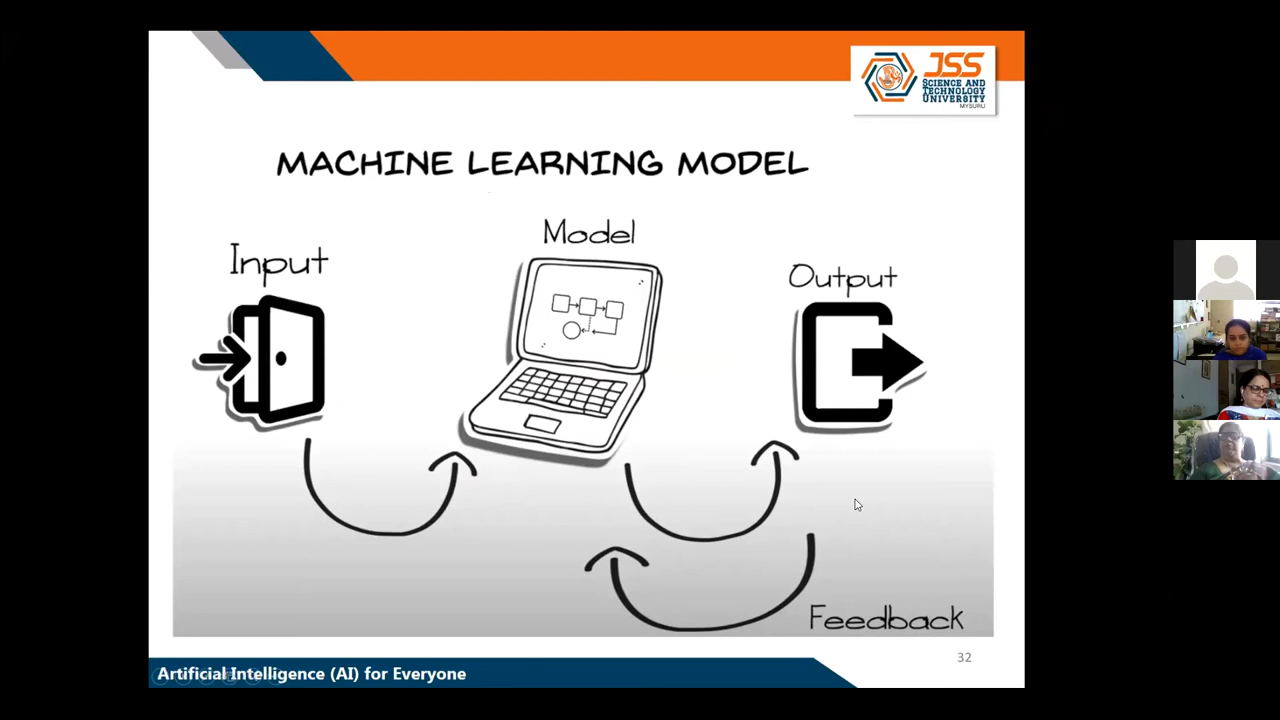 JSS
SCIENCE AND
TECHNOLOGY
UNIVERSITY
MYSURU
MACHINE LEARNING MODEL
Model
Input
Output
Feedback
32
Artificial Intelligence (AI) for Everyone